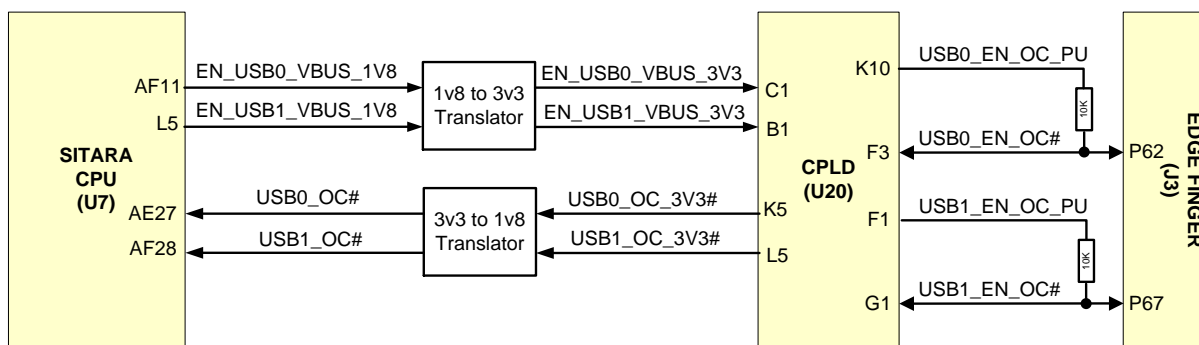 SITARA
CPU
(U7)
AF11
L5
AE27
AF28
EN_USB0_VBUS_1V8
EN_USB1_VBUS_1V8
USB0_OC#
USB1_OC#
1v8 to 3v3
Translator
3v3 to 1v8
Translator
EN_USB0_VBUS_3V3
EN_USB1_VBUS_3V3
USB0_OC_3V3#
USB1_OC_3V3#
C1
B1
K5
L5
CPLD
(U20)
K10
F3
F1
G1
USB0_EN_OC_PU
10K
USB0_EN_OC#
USB1_EN_OC_PU
10K
USB1_EN_OC#
P62
P67
EDGE FINGER
(J3)